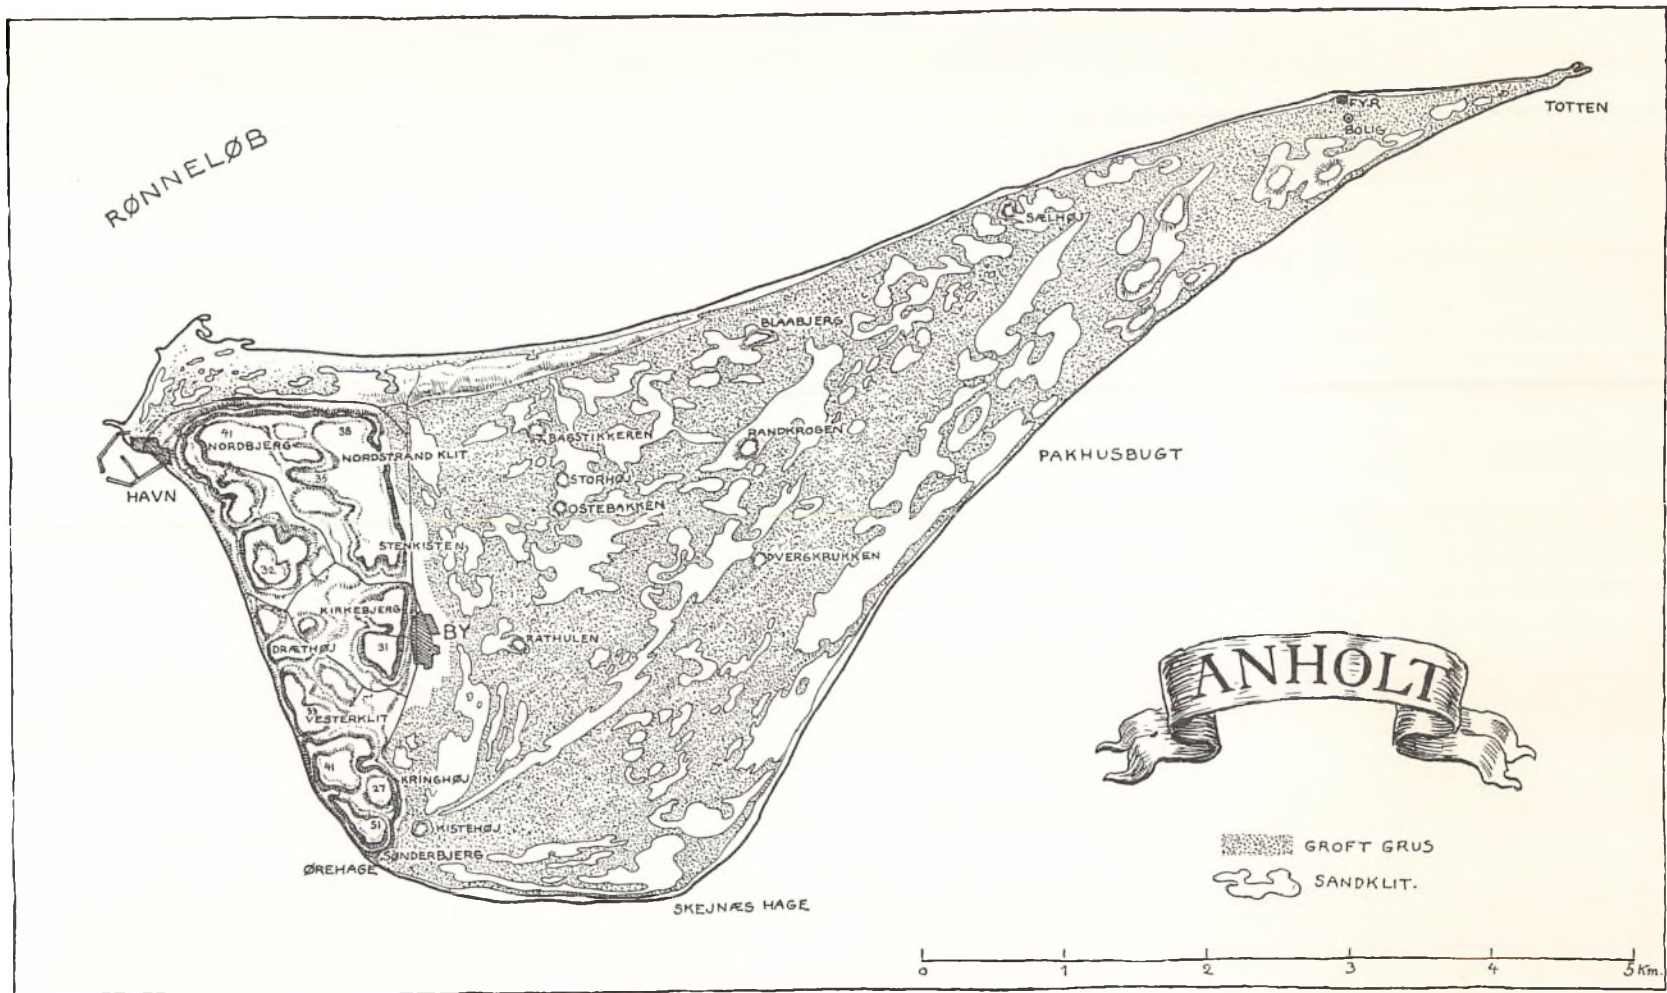 TOTTEN
FYR
BOLIG
RØNNELØB
SÆLHØJ
BLAABJERG
41
38
NORDBJERG
BAGSTIKKEREN
RANDKROGEN
NORDSTRAND KLIT
PAKHUSBUGT
35
STORHØJ
HAVN
OSTEBAKKEN
STENKISTEN
DVERGKRUKKEN
32
KIRKEBJERG
BY
RATHULEN
DRÆTHØJ
31
ANHOLT
VESTERKLIT
41
KRINGHØJ
27
51
KISTEHØJ
GROFT GRUS
SØNDERBJERG
ØREHAGE
SANDKLIT.
SKEJNÆS HAGE
0 1 2 3 4 5 Km.